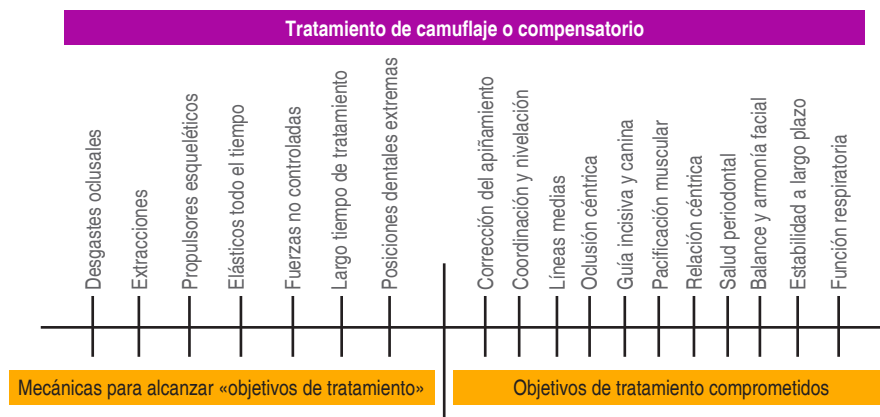 Tratamiento de camuflaje o compensatorio
Desgastes oclusales
Extracciones
Propulsores esqueléticos
Elásticos todo el tiempo
Fuerzas no controladas
Largo tiempo de tratamiento
Posiciones dentales extremas
Corrección del apiñamiento
Coordinación y nivelación
Líneas medias
Oclusión céntrica
Guía incisiva y canina
Pacificación muscular
Relación céntrica
Salud periodontal
Balance y armonía facial
Estabilidad a largo plazo
Función respiratoria
Mecánicas para alcanzar «objetivos de tratamiento»
Objetivos de tratamiento comprometidos